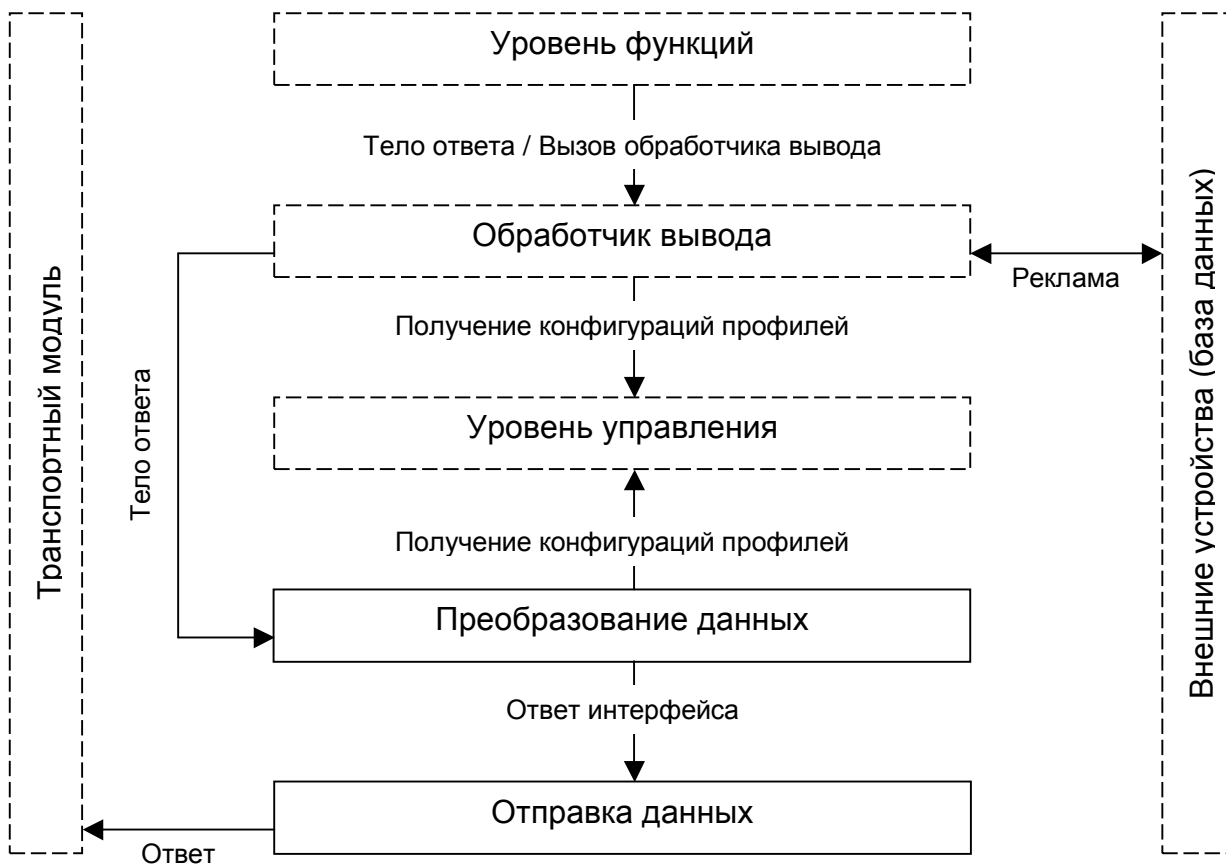 Уровень функций
Тело ответа / Вызов обработчика вывода
Обработчик вывода
Реклама
Получение конфигураций профилей
Уровень управления
Получение конфигураций профилей
Преобразование данных
Ответ интерфейса
Отправка данных
Ответ
Тело ответа
Транспортный модуль
Внешние устройства (база данных)